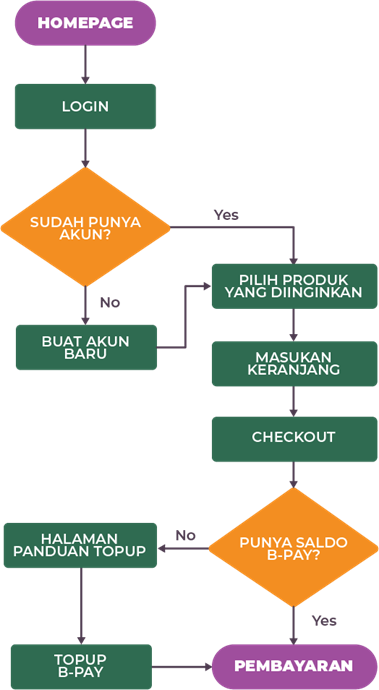 HOMEPAGE
LOGIN
SUDAH PUNYA
AKUN?
Yes
No
PILIH PRODUK
YANG DIINGINKAN
BUAT AKUN
BARU
MASUKAN
KERANJANG
CHECKOUT
PUNYA SALDO
B-PAY?
No
HALAMAN
PANDUAN TOPUP
Yes
TOPUP
B-PAY
PEMBAYARAN